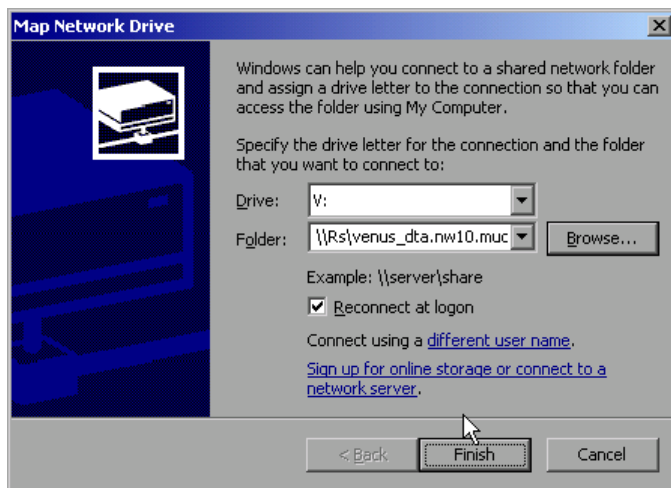 Map Network Drive
Windows can help you connect to a shared network folder
and assign a drive letter to the connection so that you can
access the folder using My Computer.
Specify the drive letter for the connection and the folder
that you want to connect to:
Drive: V:
Folder: \\Rs\venus_dta.nw10.muc Browse...
Example: \\server\share
Reconnect at logon
Connect using a different user name.
Sign up for online storage or connect to a
network server.
< Back Finish Cancel